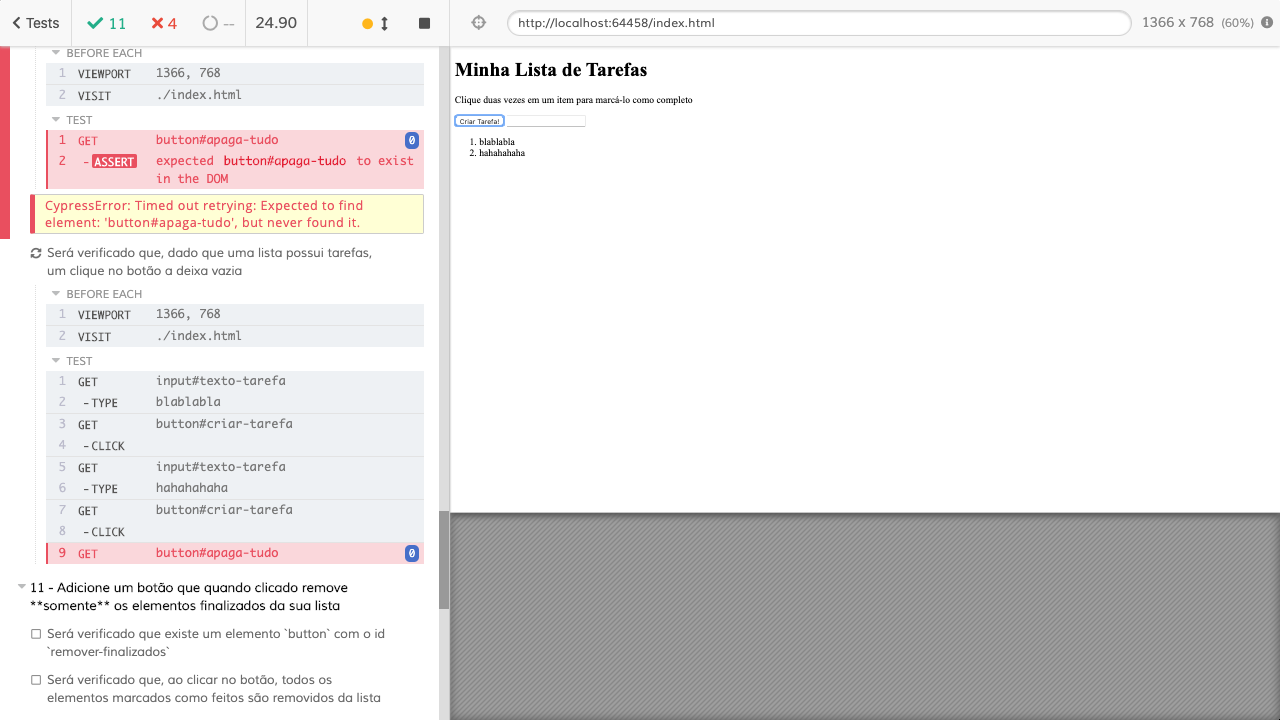 Tests 11 4 -- 24.90
http://localhost:64458/index.html 1366 x 768 (60%)
BEFORE EACH
1 VIEWPORT 1366, 768
2 VISIT ./index.html
TEST
1 GET button#apaga-tudo 0
2 - ASSERT expected button#apaga-tudo to exist
in the DOM
CypressError: Timed out retrying: Expected to find
element: 'button#apaga-tudo', but never found it.
Será verificado que, dado que uma lista possui tarefas,
um clique no botão a deixa vazia
BEFORE EACH
1 VIEWPORT 1366, 768
2 VISIT ./index.html
TEST
1 GET input#texto-tarefa
2 - TYPE blablabla
3 GET button#criar-tarefa
4 - CLICK
5 GET input#texto-tarefa
6 - TYPE hahahahaha
7 GET button#criar-tarefa
8 - CLICK
9 GET button#apaga-tudo 0
11 - Adicione um botão que quando clicado remove
**somente** os elementos finalizados da sua lista
Será verificado que existe um elemento `button` com o id
`remover-finalizados`
Será verificado que, ao clicar no botão, todos os
elementos marcados como feitos são removidos da lista
Minha Lista de Tarefas
Clique duas vezes em um item para marcá-lo como completo
Criar Tarefa!
1. blablabla
2. hahahahaha